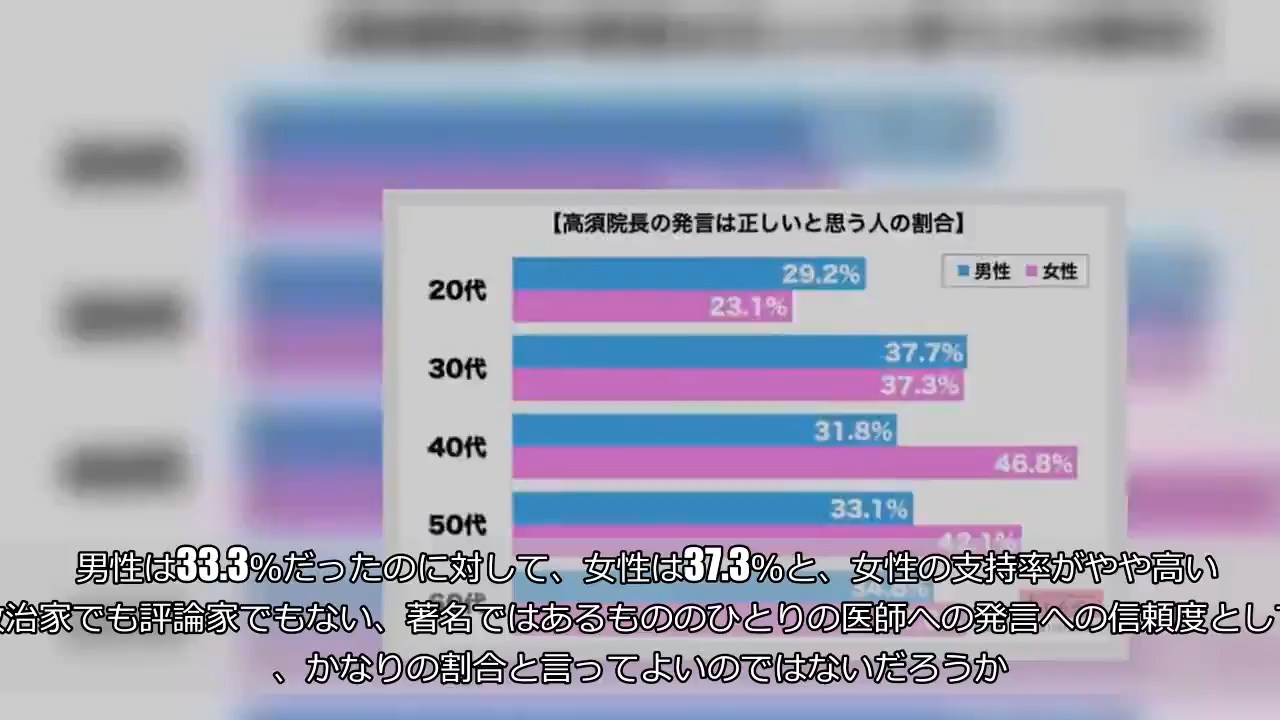 【高須院長の発言は正しいと思う人の割合】
男性 女性
20代
29.2%
23.1%
30代
37.7%
37.3%
40代
31.8%
46.8%
50代
33.1%
42.1%
60代
34.8%
男性は33.3%だったのに対して、女性は37.3%と、女性の支持率がやや高い
治家でも評論家でもない、著名ではあるもののひとりの医師への発言への信頼度として
、かなりの割合と言ってよいのではないだろうか